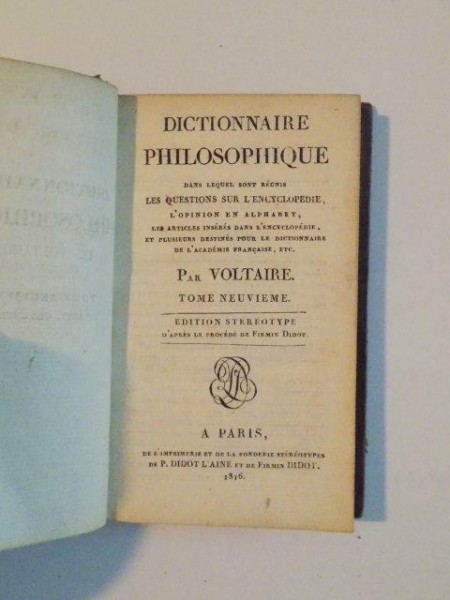 DICTIONNAIRE
PHILOSOPHIQUE
DANS LEQUEL SONT RÉUNIS
LES QUESTIONS SUR L'ENCYCLOPEDIE,
L'OPINION EN ALPHABET,
LES ARTICLES INSÉRÉS DANS L'ENCYCLOPÉDIE,
ET PLUSIEURS DESTINÉS POUR LE DICTIONNAIRE
DE L'ACADÉMIE FRANÇAISE, ETC.
PAR VOLTAIRE.
TOME NEUVIEME.
EDITION STEREOTYPE
D'APRÈS LE PROCÉDÉ DE FIRMIN DIDOT.
A PARIS,
DE L'IMPRIMERIE ET DE LA FONDERIE STÉRÉOTYPES
DE P. DIDOT L'AINE ET DE FIRMIN DIDOT.
1816.